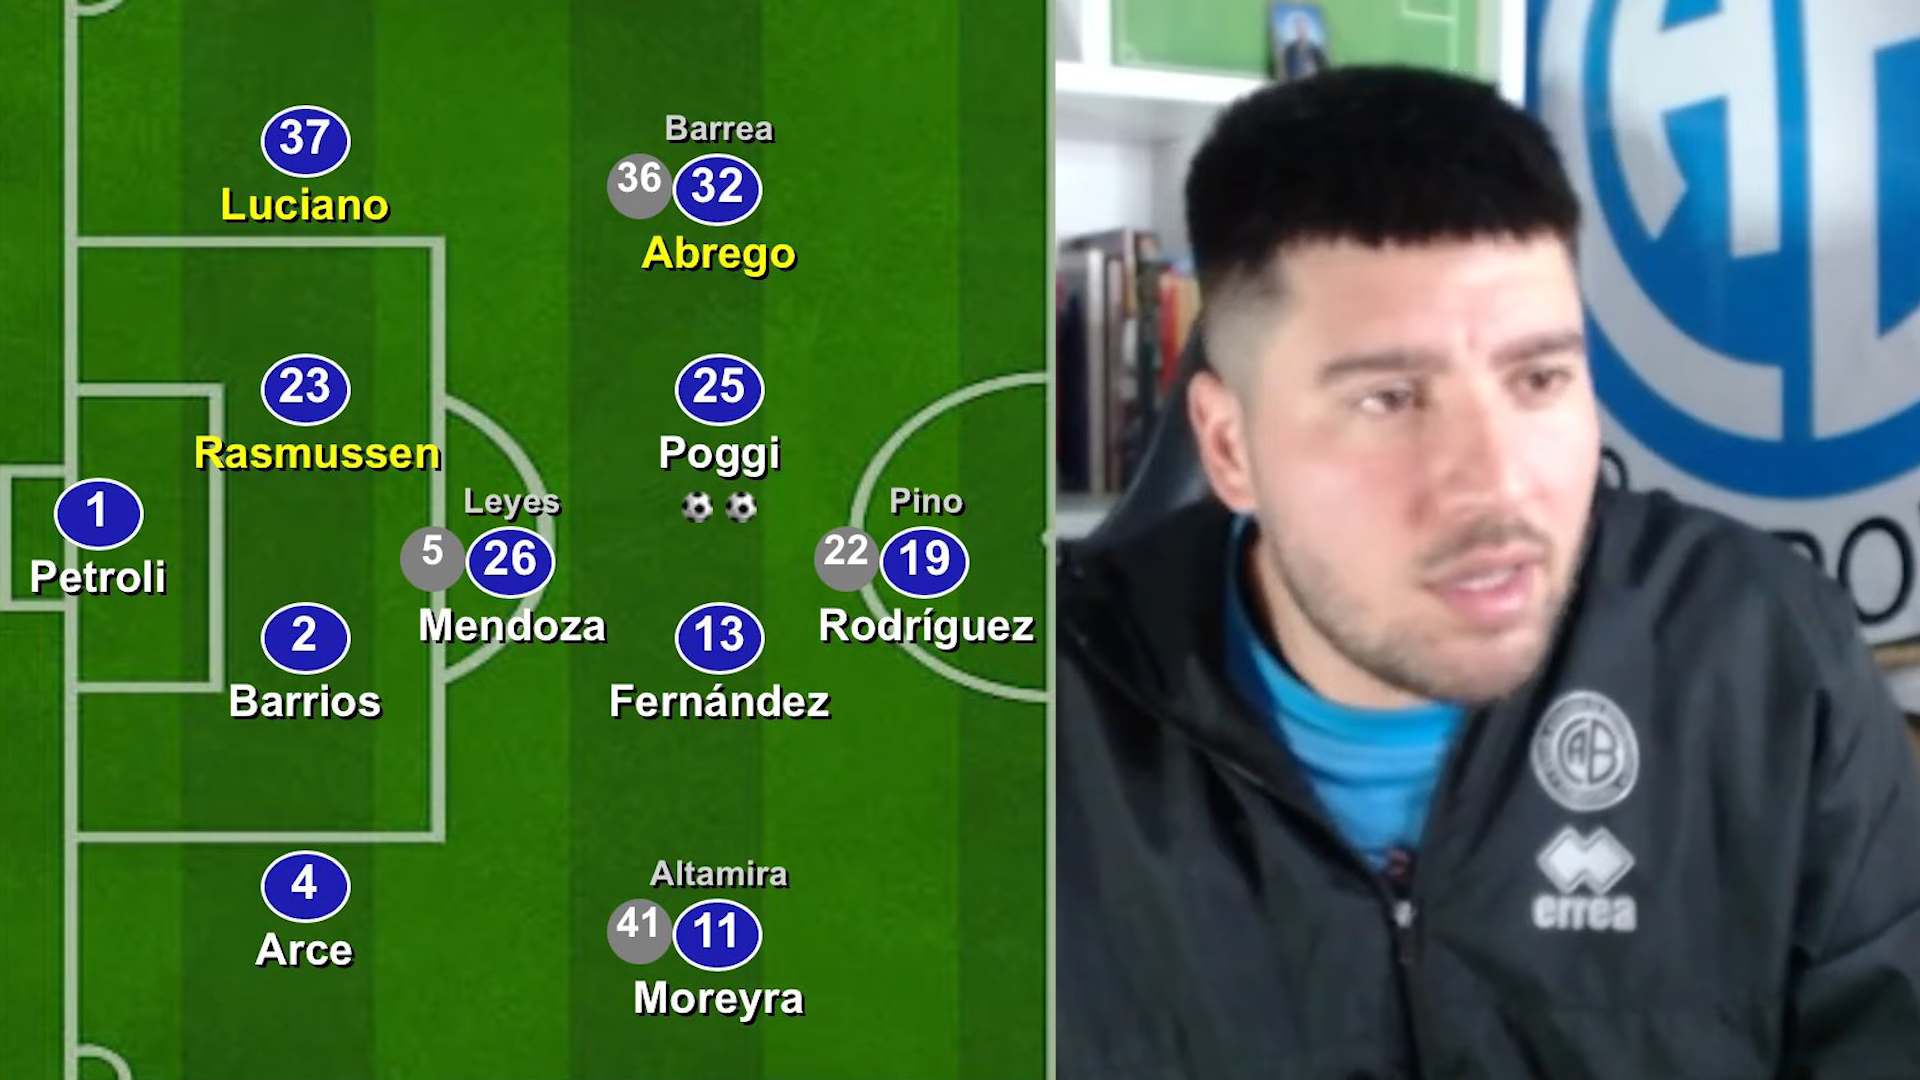 37
Luciano
Barrea
36
32
Abrego
23
Rasmussen
25
Poggi
1
Petroli
Leyes
5
26
Mendoza
Pino
22
19
Rodríguez
2
Barrios
13
Fernández
4
Arce
Altamira
41
11
Moreyra
AB
errea